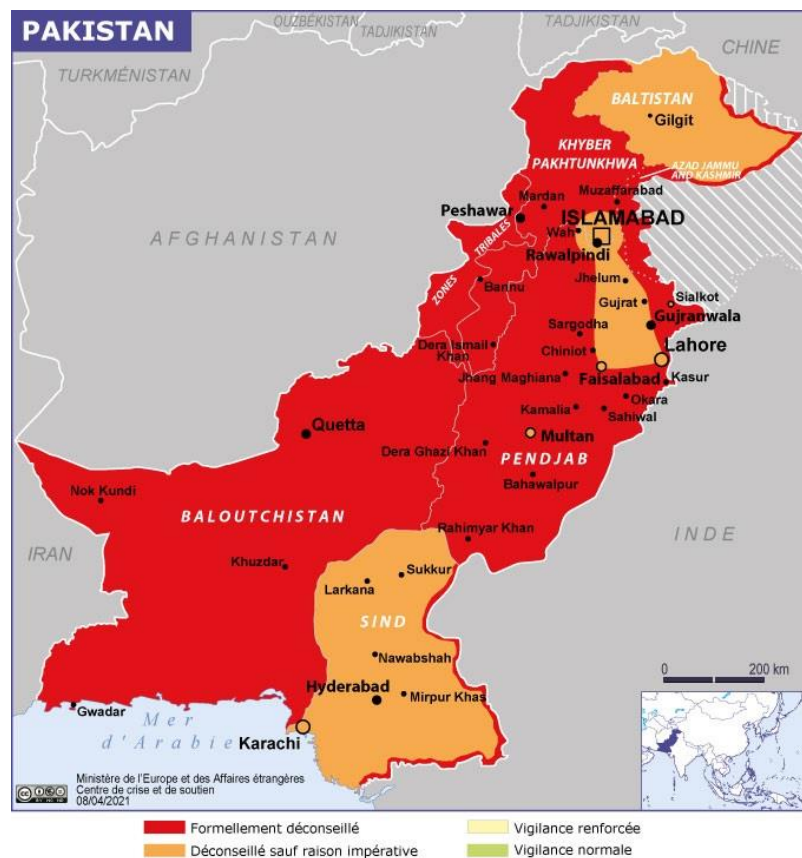 PAKISTAN
OUZBÉKISTAN
TADJIKISTAN
TADJIKISTAN
CHINE
TURKMÉNISTAN
BALTISTAN
Gilgit
KHYBER
PAKHTUNKHWA
AZAD JAMMU
AND KASHMIR
Mardan
Muzaffarabad
Peshawar
ISLAMABAD
Wah
Rawalpindi
AFGHANISTAN
ZONES TRIBALES
Jhelum
Bannu
Gujrat
Sialkot
Gujranwala
Sargodha
Dera Ismail
Khan
Chiniot
Lahore
Jhang Maghiana
Faisalabad
Kasur
Okara
Kamalia
Sahiwal
Quetta
Multan
Dera Ghazi Khan
PENDJAB
Bahawalpur
Nok Kundi
BALOUTCHISTAN
Rahimyar Khan
INDE
IRAN
Khuzdar
Sukkur
Larkana
SIND
Nawabshah
0 200 km
Hyderabad
Mirpur Khas
Gwadar
Mer
d'Arabie
Karachi
Ministère de l'Europe et des Affaires étrangères
Centre de crise et de soutien
08/04/2021
Formellement déconseillé
Vigilance renforcée
Déconseillé sauf raison impérative
Vigilance normale